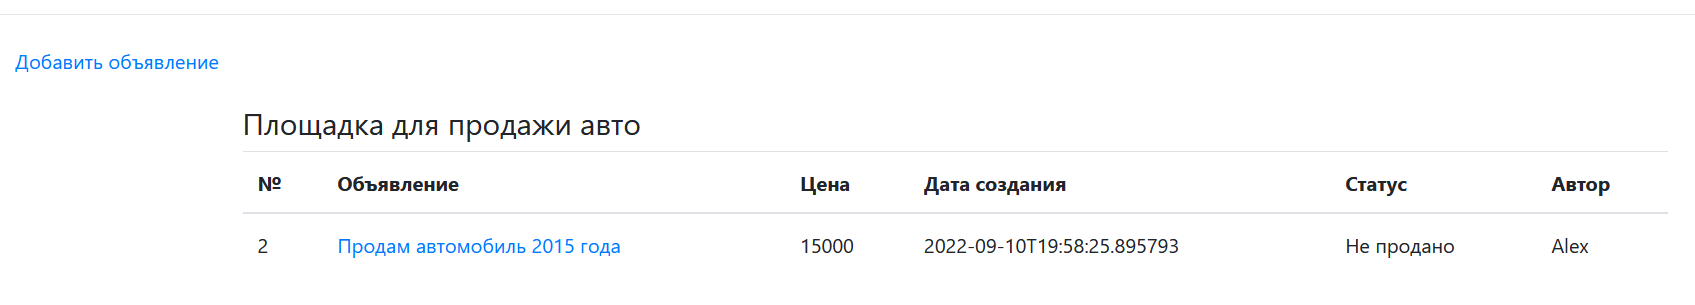 Добавить объявление
Площадка для продажи авто
№ Объявление Цена Дата создания Статус Автор
2 Продам автомобиль 2015 года 15000 2022-09-10T19:58:25.895793 Не продано Alex